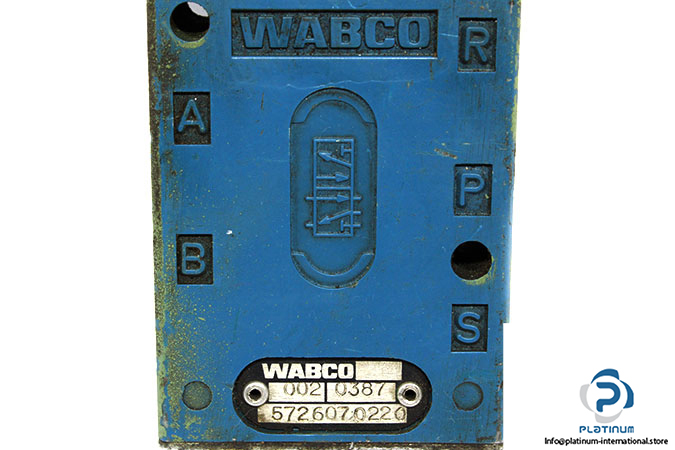 WABCO
R
A
P
B
S
WABCO
002 0387
572 607 022 0
PLATINUM
Info@platinum-international.store